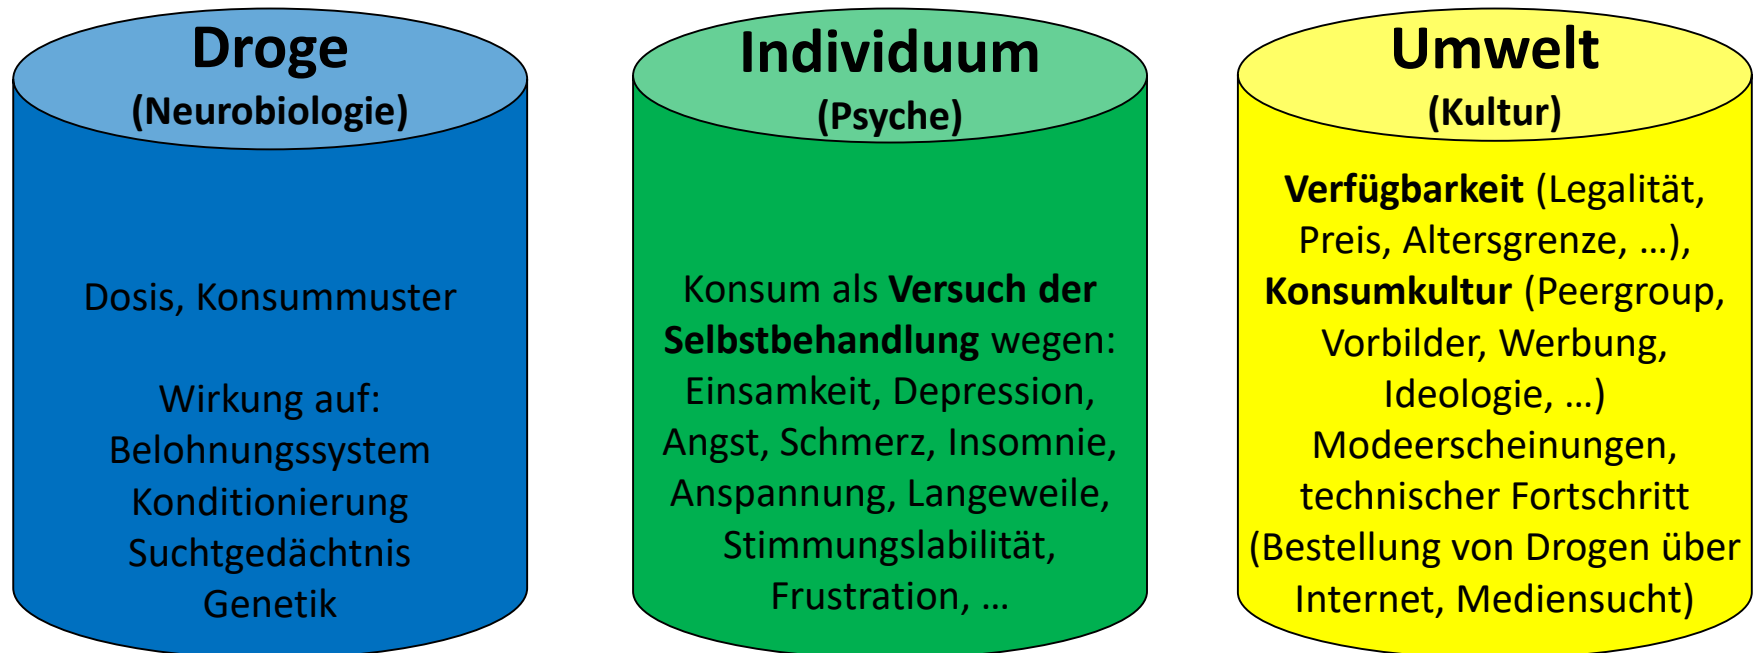 Droge
(Neurobiologie)
Dosis, Konsummuster
Wirkung auf:
Belohnungssystem
Konditionierung
Suchtgedächtnis
Genetik
Individuum
(Psyche)
Konsum als Versuch der
Selbstbehandlung wegen:
Einsamkeit, Depression,
Angst, Schmerz, Insomnie,
Anspannung, Langeweile,
Stimmungslabilität,
Frustration, …
Umwelt
(Kultur)
Verfügbarkeit (Legalität,
Preis, Altersgrenze, …),
Konsumkultur (Peergroup,
Vorbilder, Werbung,
Ideologie, …)
Modeerscheinungen,
technischer Fortschritt
(Bestellung von Drogen über
Internet, Mediensucht)